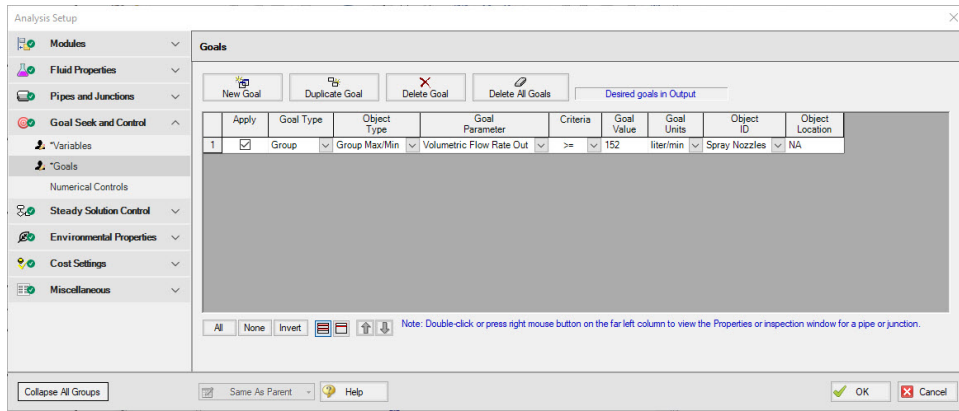 Analysis Setup
Modules
Fluid Properties
Pipes and Junctions
Goal Seek and Control
*Variables
*Goals
Numerical Controls
Steady Solution Control
Environmental Properties
Cost Settings
Miscellaneous
Collapse All Groups
Goals
New Goal Duplicate Goal Delete Goal Delete All Goals Desired goals in Output
Apply Goal Type Object Type Goal Parameter Criteria Goal Value Goal Units Object ID Object Location
1 Group Group Max/Min Volumetric Flow Rate Out >= 152 liter/min Spray Nozzles NA
All None Invert Note: Double-click or press right mouse button on the far left column to view the Properties or inspection window for a pipe or junction.
Same As Parent Help OK Cancel